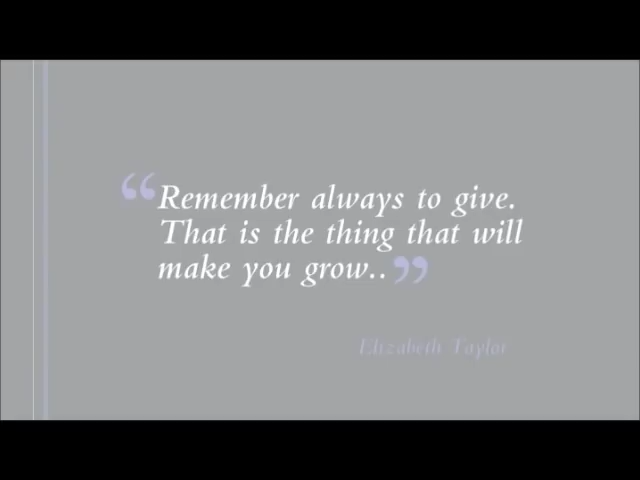 “Remember always to give.
That is the thing that will
make you grow..”
Elizabeth Taylor